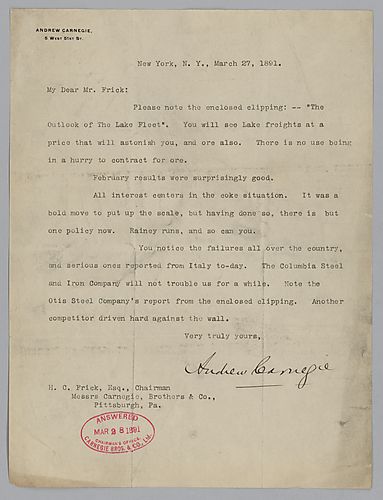 ANDREW CARNEGIE,
5 WEST 51ST ST.
New York, N. Y., March 27, 1891.
My Dear Mr. Frick:
Please note the enclosed clipping: -- "The
Outlook of The Lake Fleet". You will see Lake freights at a
price that will astonish you, and ore also. There is no use being
in a hurry to contract for ore.
February results were surprisingly good.
All interest centers in the coke situation. It was a
bold move to put up the scale, but having done so, there is but
one policy now. Rainey runs, and so can you.
You notice the failures all over the country,
and serious ones reported from Italy to-day. The Columbia Steel
and Iron Company will not trouble us for a while. Note the
Otis Steel Company's report from the enclosed clipping. Another
competitor driven hard against the wall.
Very truly yours,
Andrew Carnegie
H. C. Frick, Esq., Chairman
Messrs Carnegie, Brothers & Co.,
Pittsburgh, Pa.
ANSWERED
MAR 28 1891
CHAIRMAN'S OFFICE,
CARNEGIE BROS. & CO., Ltd.